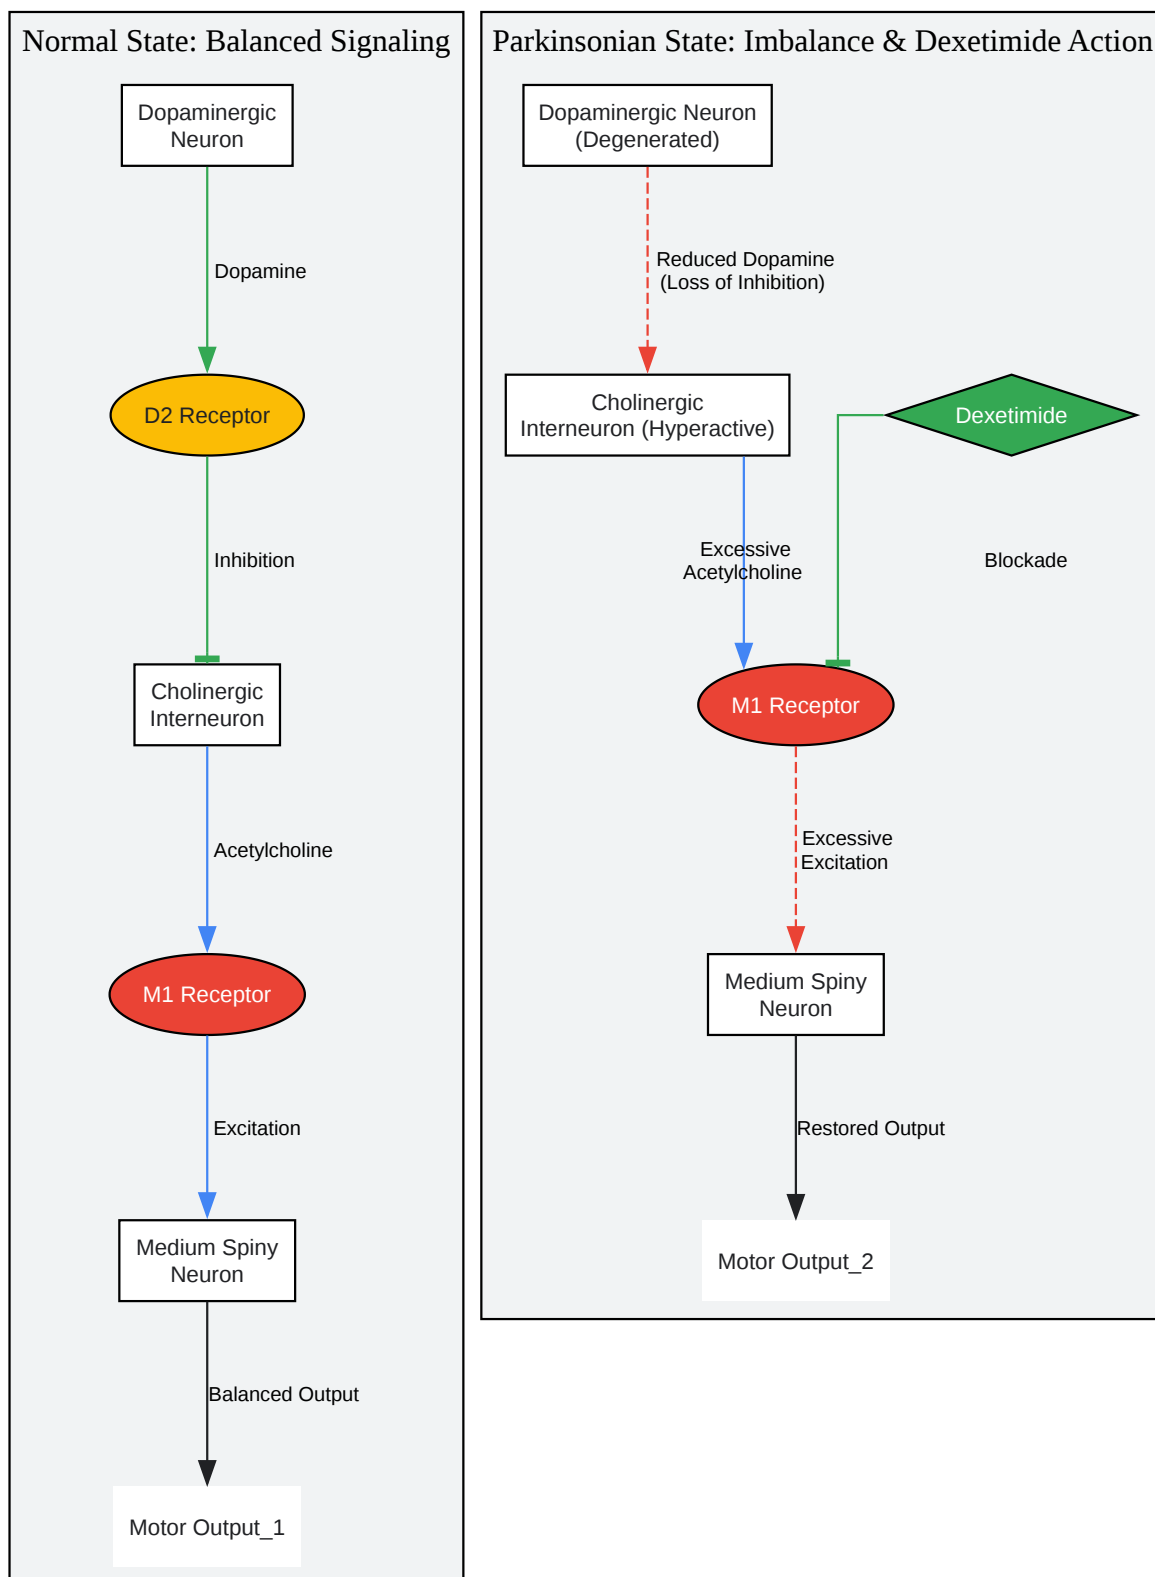 Normal State: Balanced Signaling
Dopaminergic
Neuron
Dopamine
D2 Receptor
Inhibition
Cholinergic
Interneuron
Acetylcholine
M1 Receptor
Excitation
Medium Spiny
Neuron
Balanced Output
Motor Output_1
Parkinsonian State: Imbalance & Dexetimide Action
Dopaminergic Neuron
(Degenerated)
Reduced Dopamine
(Loss of Inhibition)
Cholinergic
Interneuron (Hyperactive)
Dexetimide
Excessive
Acetylcholine
Blockade
M1 Receptor
Excessive
Excitation
Medium Spiny
Neuron
Restored Output
Motor Output_2